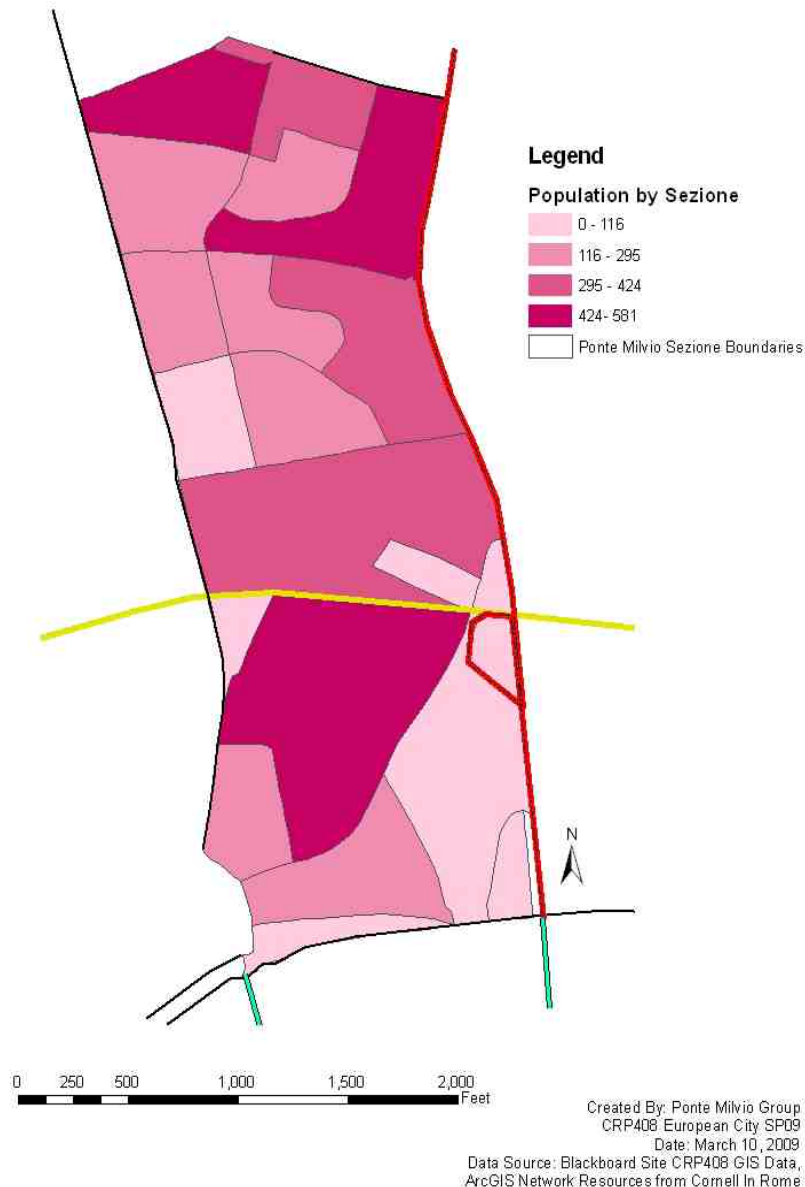 Legend
Population by Sezione
0 - 116
116 - 295
295 - 424
424- 581
Ponte Milvio Sezione Boundaries
N
0 250 500 1,000 1,500 2,000
Feet
Created By: Ponte Milvio Group
CRP408 European City SP09
Date: March 10, 2009
Data Source: Blackboard Site CRP408 GIS Data,
ArcGIS Network Resources from Cornell In Rome